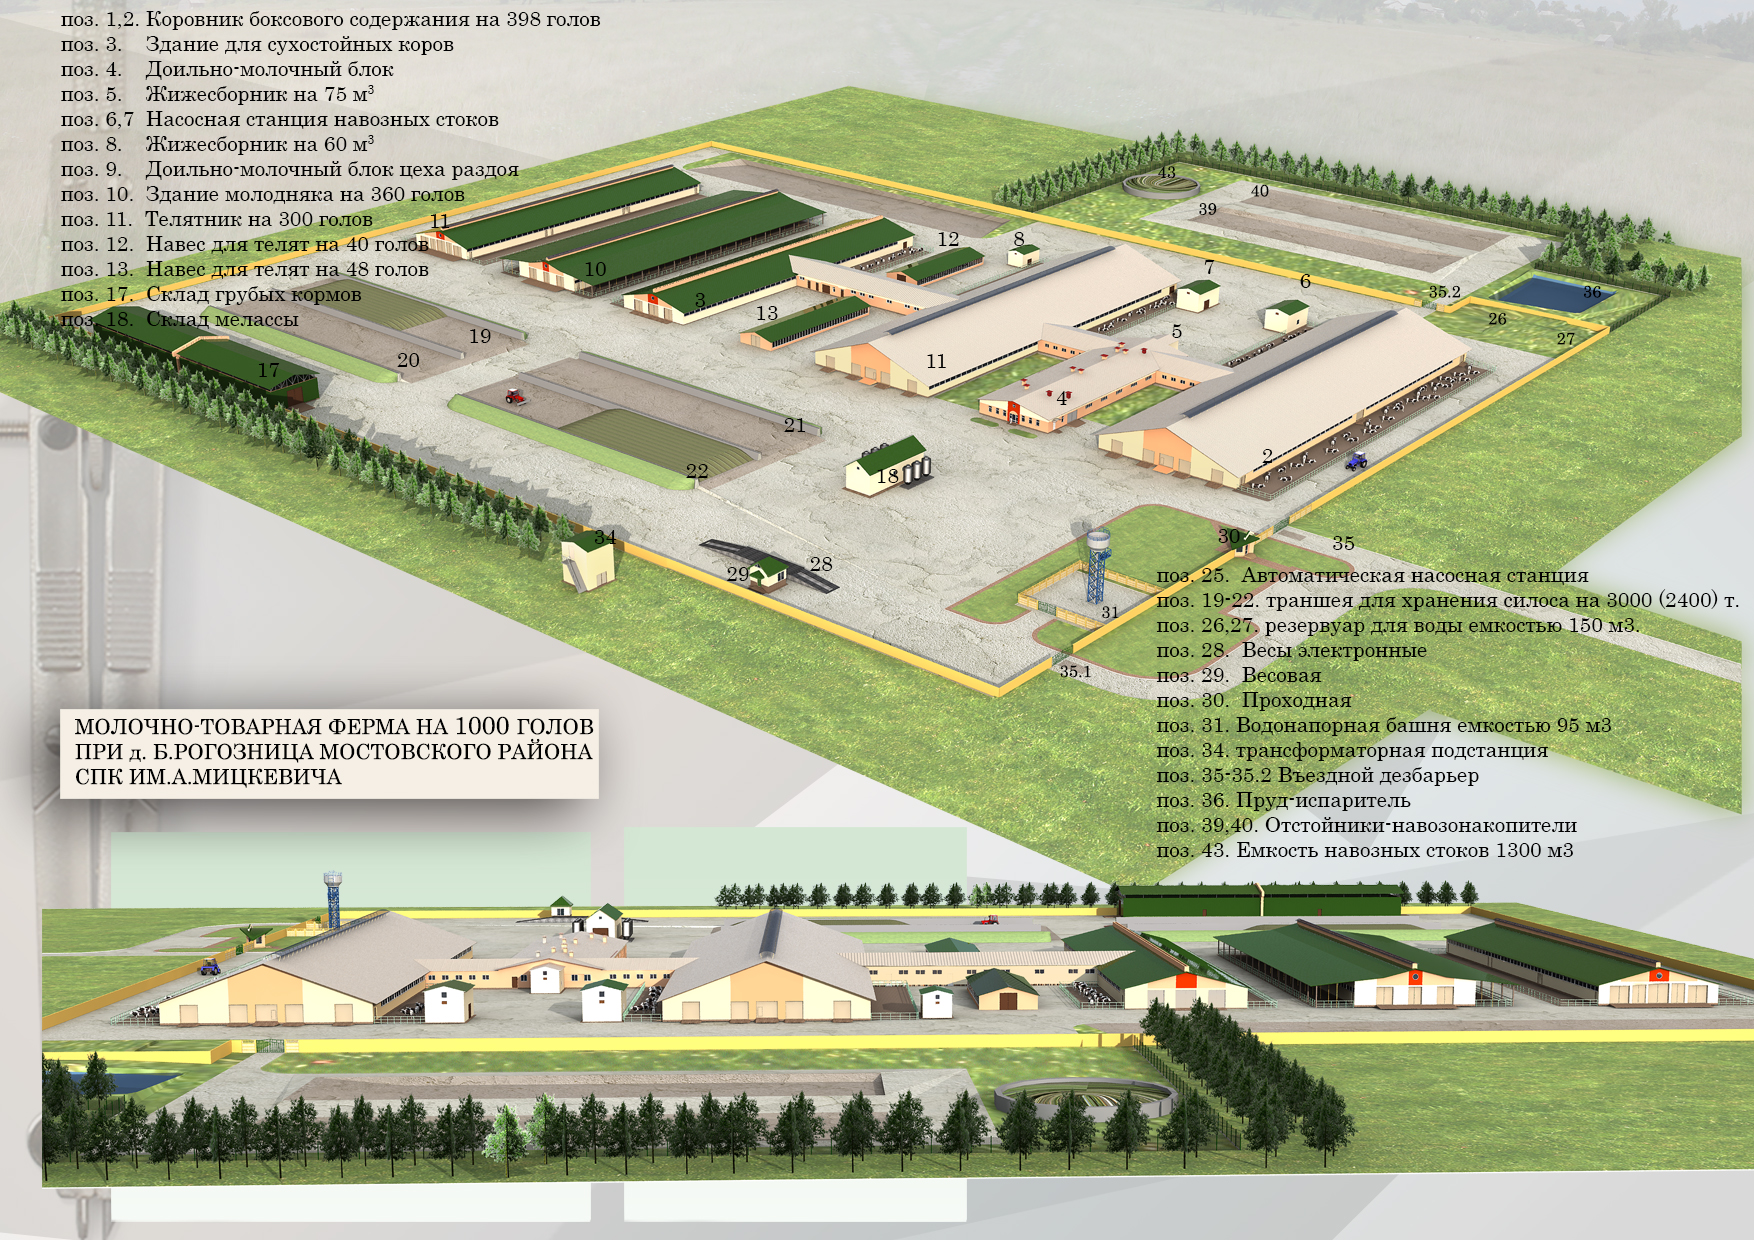 поз. 1,2. Коровник боксового содержания на 398 голов
поз. 3. Здание для сухостойных коров
поз. 4. Доильно-молочный блок
поз. 5. Жижесборник на 75 м³
поз. 6,7 Насосная станция навозных стоков
поз. 8. Жижесборник на 60 м³
поз. 9. Доильно-молочный блок цеха раздоя
поз. 10. Здание молодняка на 360 голов
поз. 11. Телятник на 300 голов
поз. 12. Навес для телят на 40 голов
поз. 13. Навес для телят на 48 голов
поз. 17. Склад грубых кормов
поз. 18. Склад мелассы
43
40
39
11
12
8
10
7
6
35.2
36
3
13
26
5
27
19
20
17
11
4
21
2
22
18
34
30
35
29
28
31
35.1
поз. 25. Автоматическая насосная станция
поз. 19-22. траншея для хранения силоса на 3000 (2400) т.
поз. 26,27. резервуар для воды емкостью 150 м3.
поз. 28. Весы электронные
поз. 29. Весовая
поз. 30. Проходная
поз. 31. Водонапорная башня емкостью 95 м3
поз. 34. трансформаторная подстанция
поз. 35-35.2 Въездной дезбарьер
поз. 36. Пруд-испаритель
поз. 39,40. Отстойники-навозонакопители
поз. 43. Емкость навозных стоков 1300 м3
МОЛОЧНО-ТОВАРНАЯ ФЕРМА НА 1000 ГОЛОВ
ПРИ д. Б.РОГОЗНИЦА МОСТОВСКОГО РАЙОНА
СПК ИМ.А.МИЦКЕВИЧА